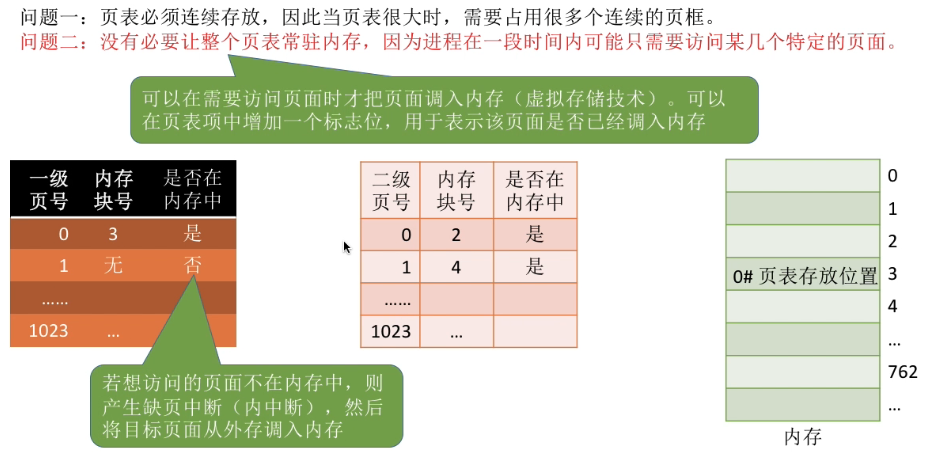 问题一：页表必须连续存放，因此当页表很大时，需要占用很多个连续的页框。
问题二：没有必要让整个页表常驻内存，因为进程在一段时间内可能只需要访问某几个特定的页面。
可以在需要访问页面时才把页面调入内存（虚拟存储技术）。可以
在页表项中增加一个标志位，用于表示该页面是否已经调入内存
一级 内存 是否在
页号 块号 内存中
0 3 是
1 无 否
……
1023 …
若想访问的页面不在内存中，则
产生缺页中断（内中断），然后
将目标页面从外存调入内存
二级 内存 是否在
页号 块号 内存中
0 2 是
1 4 是
……
1023 …
0
1
2
0# 页表存放位置 3
4
…
762
…
内存